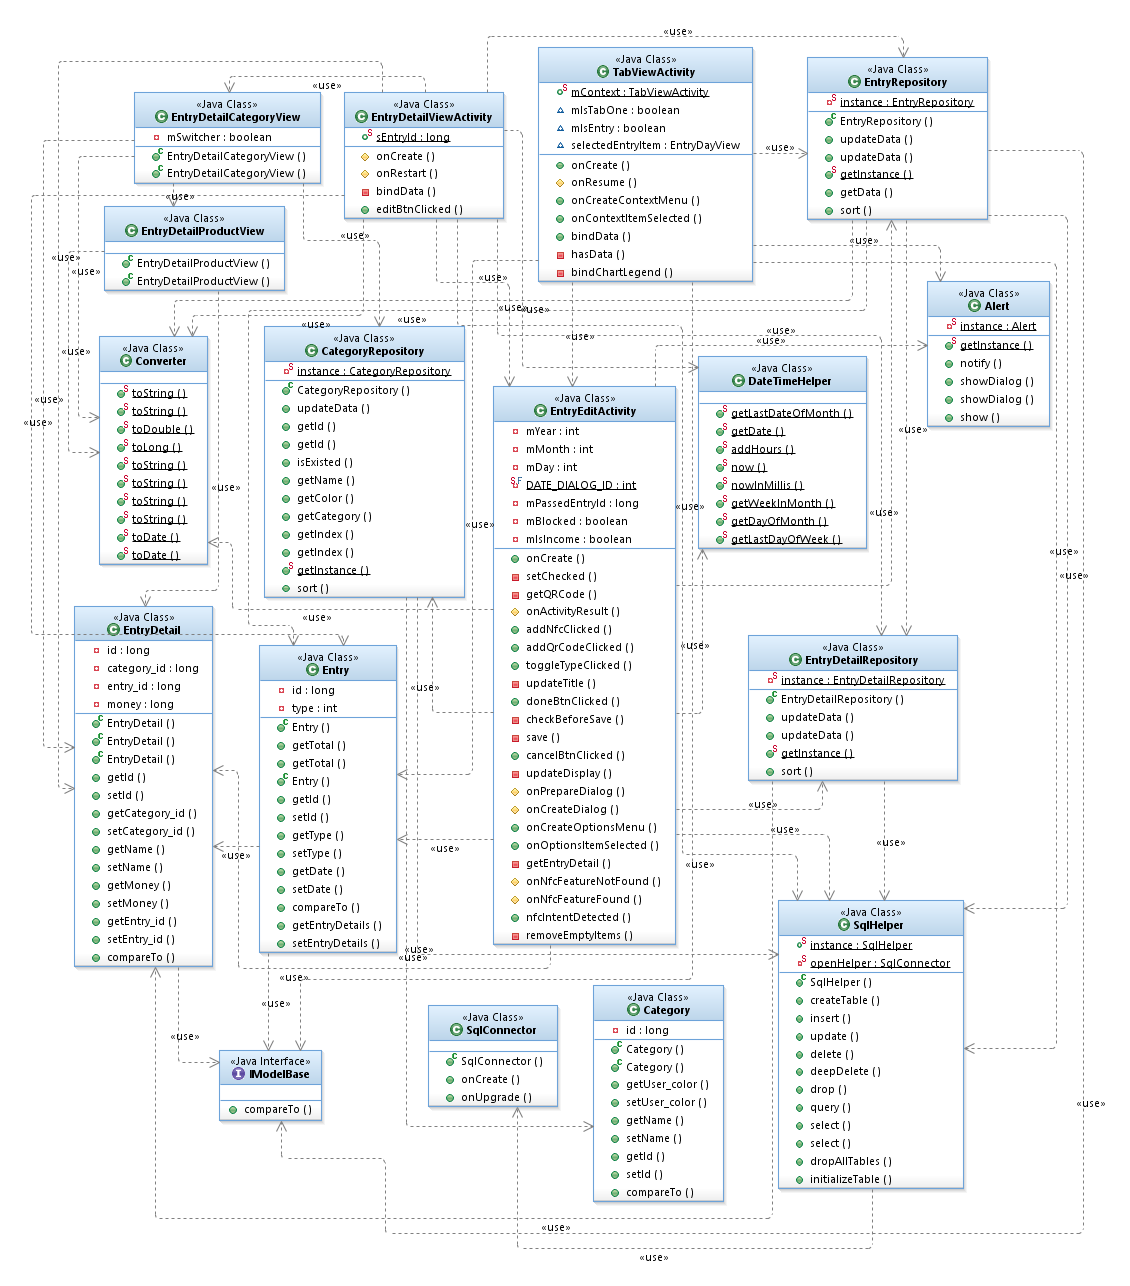 «use»
«Java Class»
TabViewActivity
mContext : TabViewActivity
mIsTabOne : boolean
mIsEntry : boolean
selectedEntryItem : EntryDayView
onCreate ( )
onResume ( )
onCreateContextMenu ( )
onContextItemSelected ( )
bindData ( )
hasData ( )
bindChartLegend ( )
«Java Class»
EntryRepository
instance : EntryRepository
EntryRepository ( )
updateData ( )
updateData ( )
getInstance ( )
getData ( )
sort ( )
«use»
«use»
«Java Class»
EntryDetailCategoryView
mSwitcher : boolean
EntryDetailCategoryView ( )
EntryDetailCategoryView ( )
«Java Class»
EntryDetailViewActivity
sEntryId : long
onCreate ( )
onRestart ( )
bindData ( )
editBtnClicked ( )
«use»
«Java Class»
EntryDetailProductView
EntryDetailProductView ( )
EntryDetailProductView ( )
«use»
«use»
«use»
«use»
«use»
«use»
«use»
«Java Class»
Alert
instance : Alert
getInstance ( )
notify ( )
showDialog ( )
showDialog ( )
show ( )
«use»
«use»
«use»
«use»
«use»
«Java Class»
CategoryRepository
instance : CategoryRepository
CategoryRepository ( )
updateData ( )
getId ( )
getId ( )
isExisted ( )
getName ( )
getColor ( )
getCategory ( )
getIndex ( )
getIndex ( )
getInstance ( )
sort ( )
«Java Class»
Converter
toString ( )
toString ( )
toDouble ( )
toLong ( )
toString ( )
toString ( )
toString ( )
toString ( )
toDate ( )
toDate ( )
«use»
«use»
«use»
«Java Class»
DateTimeHelper
getLastDateOfMonth ( )
getDate ( )
addHours ( )
now ( )
nowInMillis ( )
getWeekInMonth ( )
getDayOfMonth ( )
getLastDayOfWeek ( )
«use»
«Java Class»
EntryEditActivity
mYear : int
mMonth : int
mDay : int
DATE_DIALOG_ID : int
mPassedEntryId : long
mBlocked : boolean
mIsIncome : boolean
onCreate ( )
setChecked ( )
getQRCode ( )
onActivityResult ( )
addNfcClicked ( )
addQrCodeClicked ( )
toggleTypeClicked ( )
updateTitle ( )
doneBtnClicked ( )
checkBeforeSave ( )
save ( )
cancelBtnClicked ( )
updateDisplay ( )
onPrepareDialog ( )
onCreateDialog ( )
onCreateOptionsMenu ( )
onOptionsItemSelected ( )
getEntryDetail ( )
onNfcFeatureNotFound ( )
onNfcFeatureFound ( )
nfcIntentDetected ( )
removeEmptyItems ( )
«use»
«use»
«use»
«use»
«use»
«use»
«use»
«use»
«use»
«Java Class»
EntryDetail
id : long
category_id : long
entry_id : long
money : long
EntryDetail ( )
EntryDetail ( )
EntryDetail ( )
getId ( )
setId ( )
getCategory_id ( )
setCategory_id ( )
getName ( )
setName ( )
getMoney ( )
setMoney ( )
getEntry_id ( )
setEntry_id ( )
compareTo ( )
«Java Class»
Entry
id : long
type : int
Entry ( )
getTotal ( )
getTotal ( )
Entry ( )
getId ( )
setId ( )
getType ( )
setType ( )
getDate ( )
setDate ( )
compareTo ( )
getEntryDetails ( )
setEntryDetails ( )
«Java Class»
EntryDetailRepository
instance : EntryDetailRepository
EntryDetailRepository ( )
updateData ( )
updateData ( )
getInstance ( )
sort ( )
«use»
«use»
«use»
«use»
«use»
«use»
«Java Class»
SqlHelper
instance : SqlHelper
openHelper : SqlConnector
SqlHelper ( )
createTable ( )
insert ( )
update ( )
delete ( )
deepDelete ( )
drop ( )
query ( )
select ( )
select ( )
dropAllTables ( )
initializeTable ( )
«use»
«use»
«use»
«use»
«use»
«use»
«Java Class»
Category
id : long
Category ( )
Category ( )
getUser_color ( )
setUser_color ( )
getName ( )
setName ( )
getId ( )
setId ( )
compareTo ( )
«Java Class»
SqlConnector
SqlConnector ( )
onCreate ( )
onUpgrade ( )
«Java Interface»
IModelBase
compareTo ( )
«use»
«use»
«use»